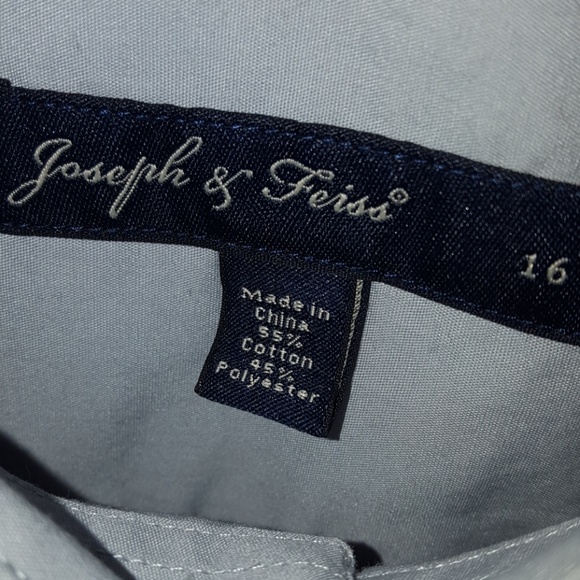 Joseph & Feiss®
16
Made in
China
55%
Cotton
45%
Polyester